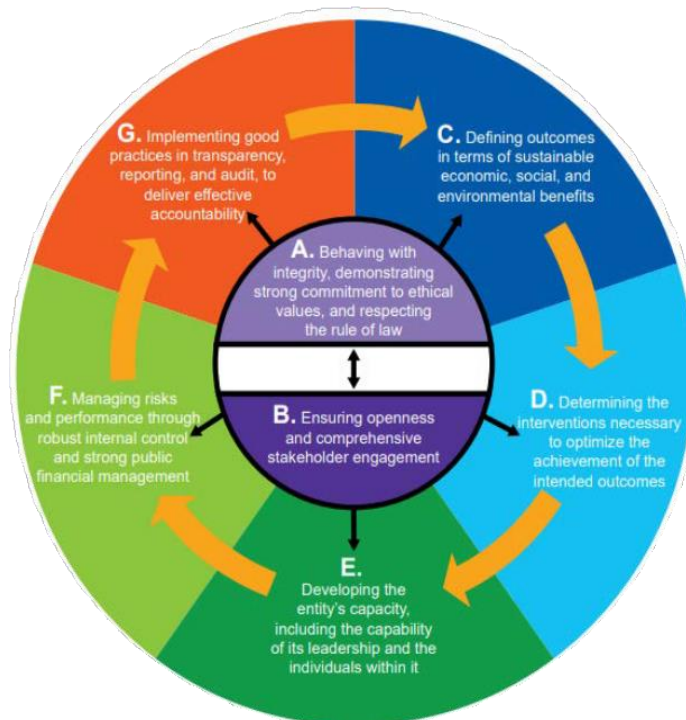 G. Implementing good
practices in transparency,
reporting, and audit, to
deliver effective
accountability
C. Defining outcomes
in terms of sustainable
economic, social, and
environmental benefits
A. Behaving with
integrity, demonstrating
strong commitment to ethical
values, and respecting
the rule of law
F. Managing risks
and performance through
robust internal control
and strong public
financial management
B. Ensuring openness
and comprehensive
stakeholder engagement
D. Determining the
interventions necessary
to optimize the
achievement of the
intended outcomes
E.
Developing the
entity's capacity,
including the capability
of its leadership and the
individuals within it